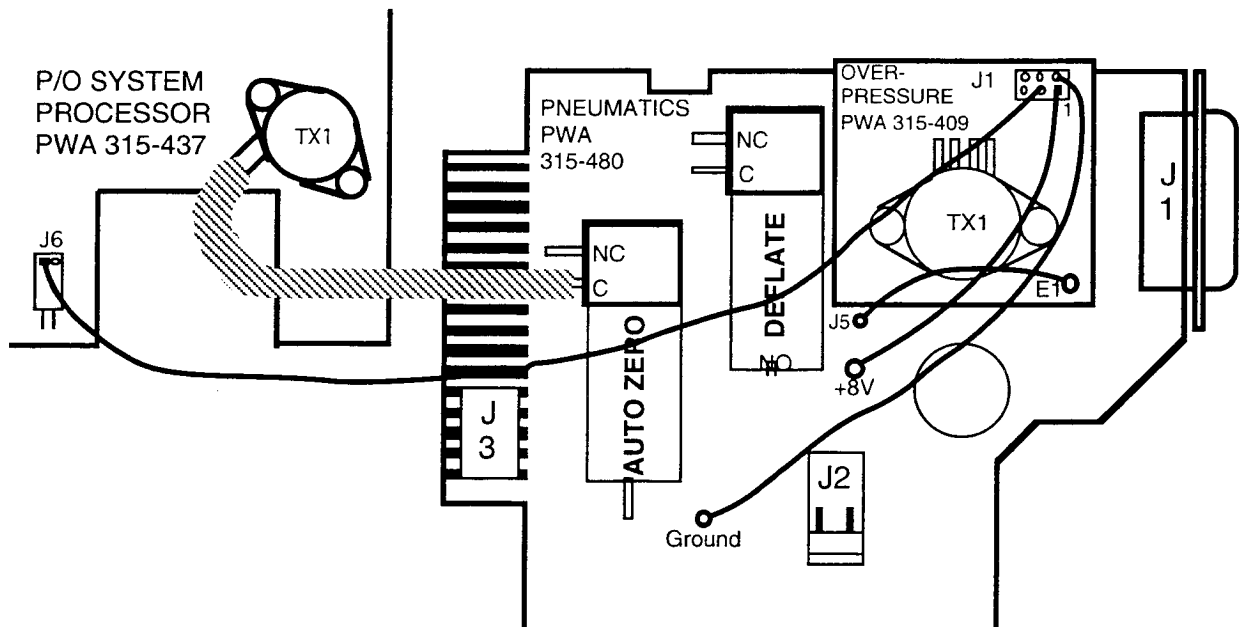 P/O SYSTEM
PROCESSOR
PWA 315-437
TX1
J6
PNEUMATICS
PWA
315-480
NC
C
AUTO ZERO
J
3
NC
C
DEFLATE
NO
OVER-
PRESSURE
PWA 315-409
J1
1
TX1
E1
J5
+8V
Ground
J2
J
1